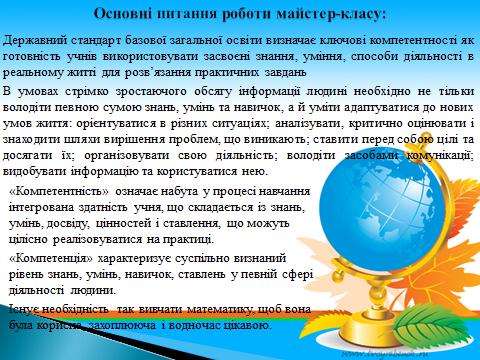 Основні питання роботи майстер-класу:
Державний стандарт базової загальної освіти визначає ключові компетентності як
готовність учнів використовувати засвоєні знання, уміння, способи діяльності в
реальному житті для розв’язання практичних завдань
В умовах стрімко зростаючого обсягу інформації людині необхідно не тільки
володіти певною сумою знань, умінь та навичок, а й уміти адаптуватися до нових
умов життя: орієнтуватися в різних ситуаціях; аналізувати, критично оцінювати і
знаходити шляхи вирішення проблем, що виникають; ставити перед собою цілі та
досягати їх; організовувати свою діяльність; володіти засобами комунікації;
видобувати інформацію та користуватися нею.
«Компетентність» означає набута у процесі навчання
інтегрована здатність учня, що складається із знань,
умінь, досвіду, цінностей і ставлення, що можуть
цілісно реалізовуватися на практиці.
«Компетенція» характеризує суспільно визнаний
рівень знань, умінь, навичок, ставлень у певній сфері
діяльності людини.
Існує необхідність так вивчати математику, щоб вона
була корисна, захоплююча і водночас цікавою.